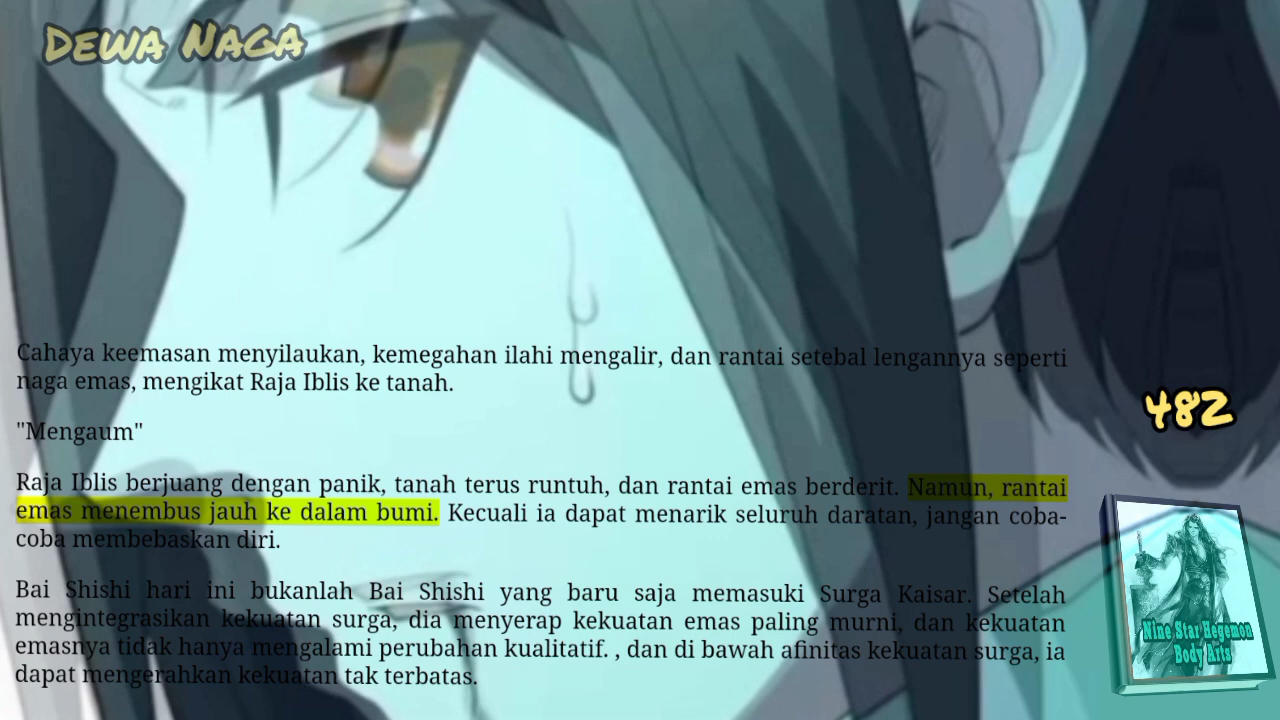 Dewa Naga
Cahaya keemasan menyilaukan, kemegahan ilahi mengalir, dan rantai setebal lengannya seperti
naga emas, mengikat Raja Iblis ke tanah.
"Mengaum"
Raja Iblis berjuang dengan panik, tanah terus runtuh, dan rantai emas berderit. Namun, rantai
emas menembus jauh ke dalam bumi. Kecuali ia dapat menarik seluruh daratan, jangan coba-
coba membebaskan diri.
Bai Shishi hari ini bukanlah Bai Shishi yang baru saja memasuki Surga Kaisar. Setelah
mengintegrasikan kekuatan surga, dia menyerap kekuatan emas paling murni, dan kekuatan
emasnya tidak hanya mengalami perubahan kualitatif. , dan di bawah afinitas kekuatan surga, ia
dapat mengerahkan kekuatan tak terbatas.
482
Nine Star Hegemon
Body Arts